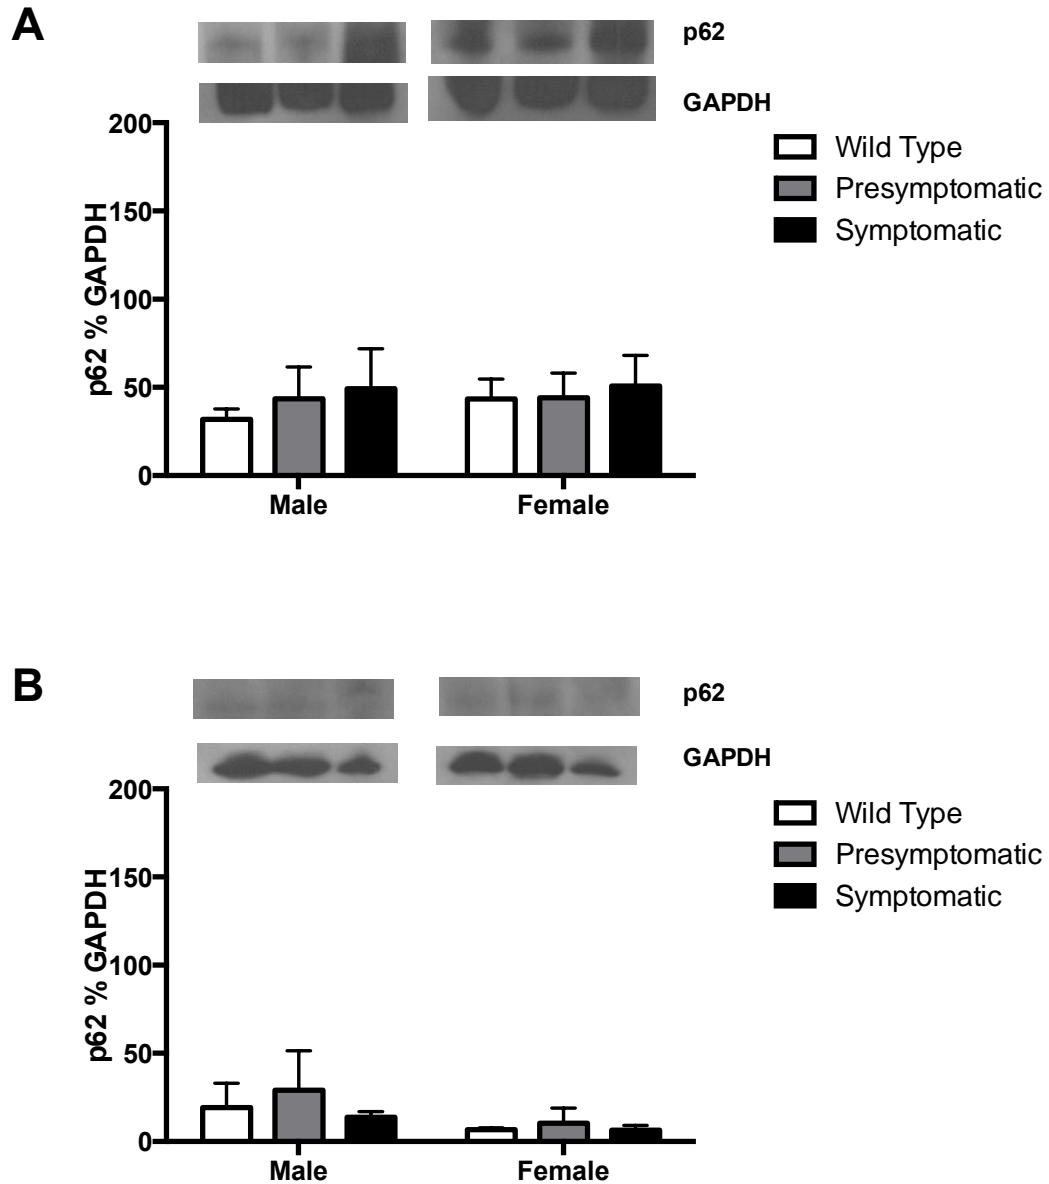 A
p62
GAPDH
200
150
100
50
0
p62 % GAPDH
Wild Type
Presymptomatic
Symptomatic
Male Female
B
p62
GAPDH
200
150
100
50
0
p62 % GAPDH
Wild Type
Presymptomatic
Symptomatic
Male Female